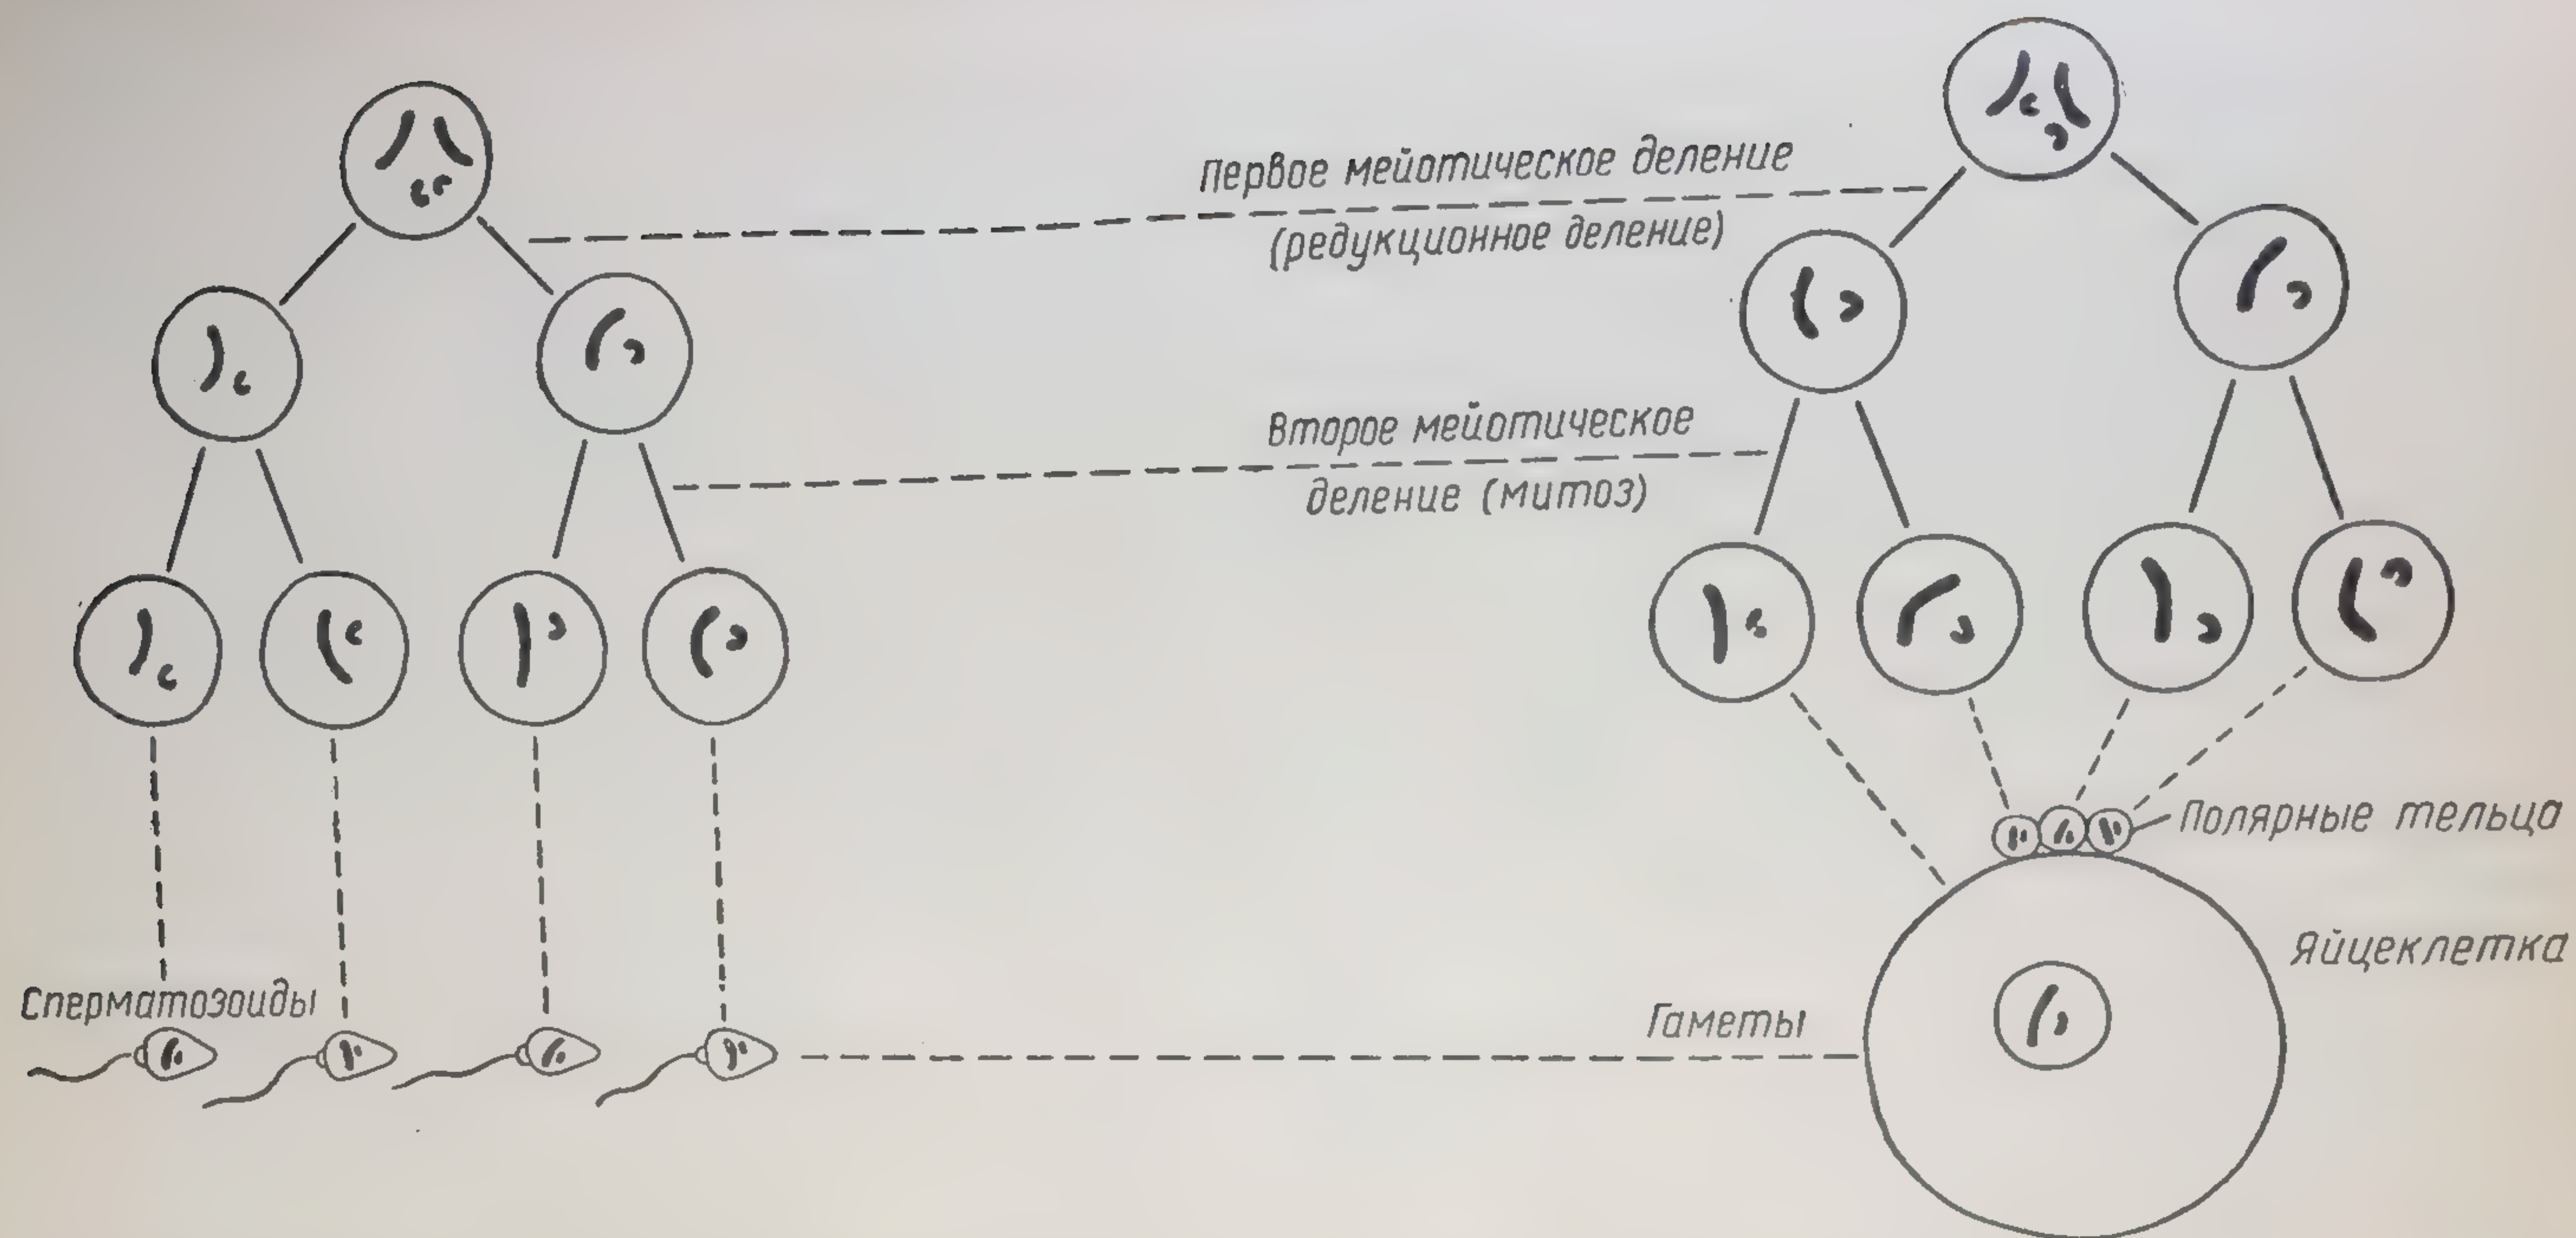 Первое мейотическое деление
(редукционное деление)
Второе мейотическое
деление (митоз)
Полярные тельца
Яйцеклетка
Сперматозоиды
Гаметы